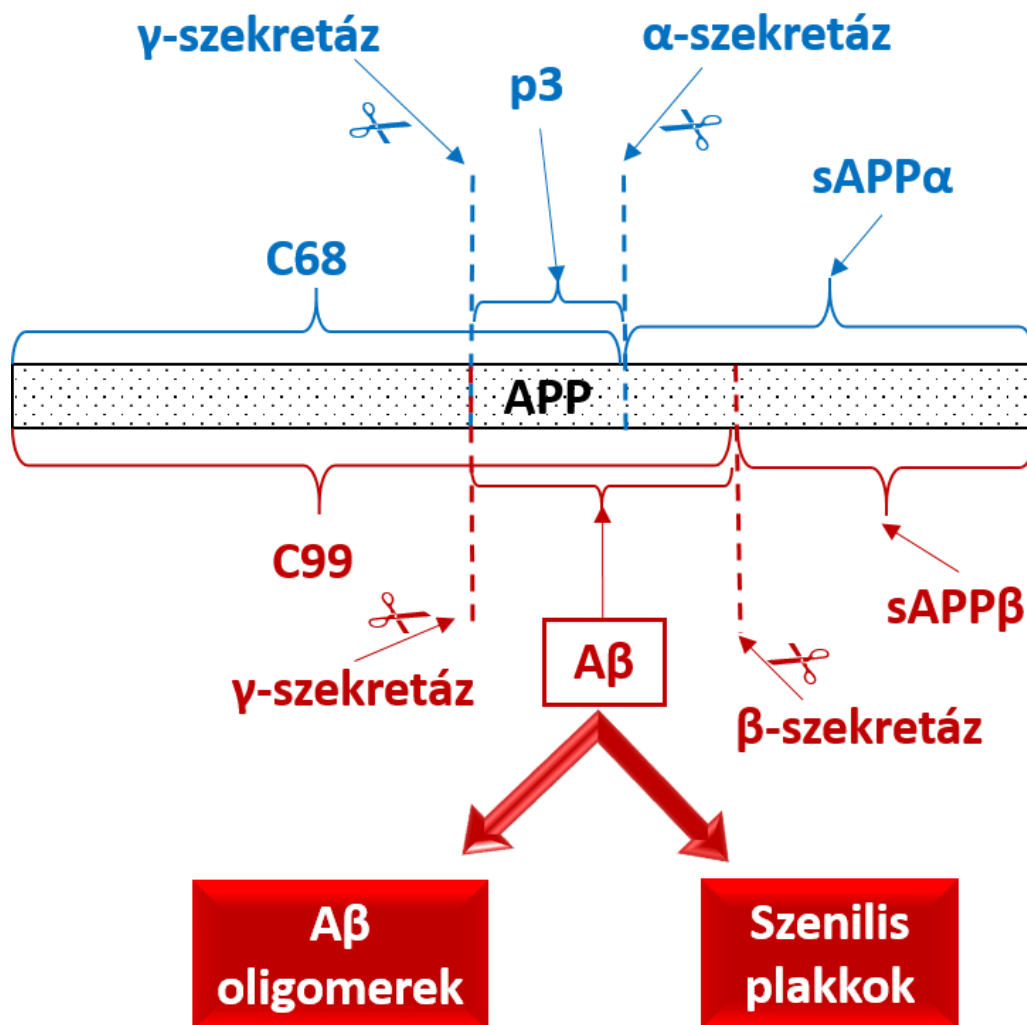 γ-szekretáz
α-szekretáz
p3
sAPPα
C68
APP
C99
sAPPβ
Aβ
γ-szekretáz
β-szekretáz
Aβ
oligomerek
Szenilis
plakkok